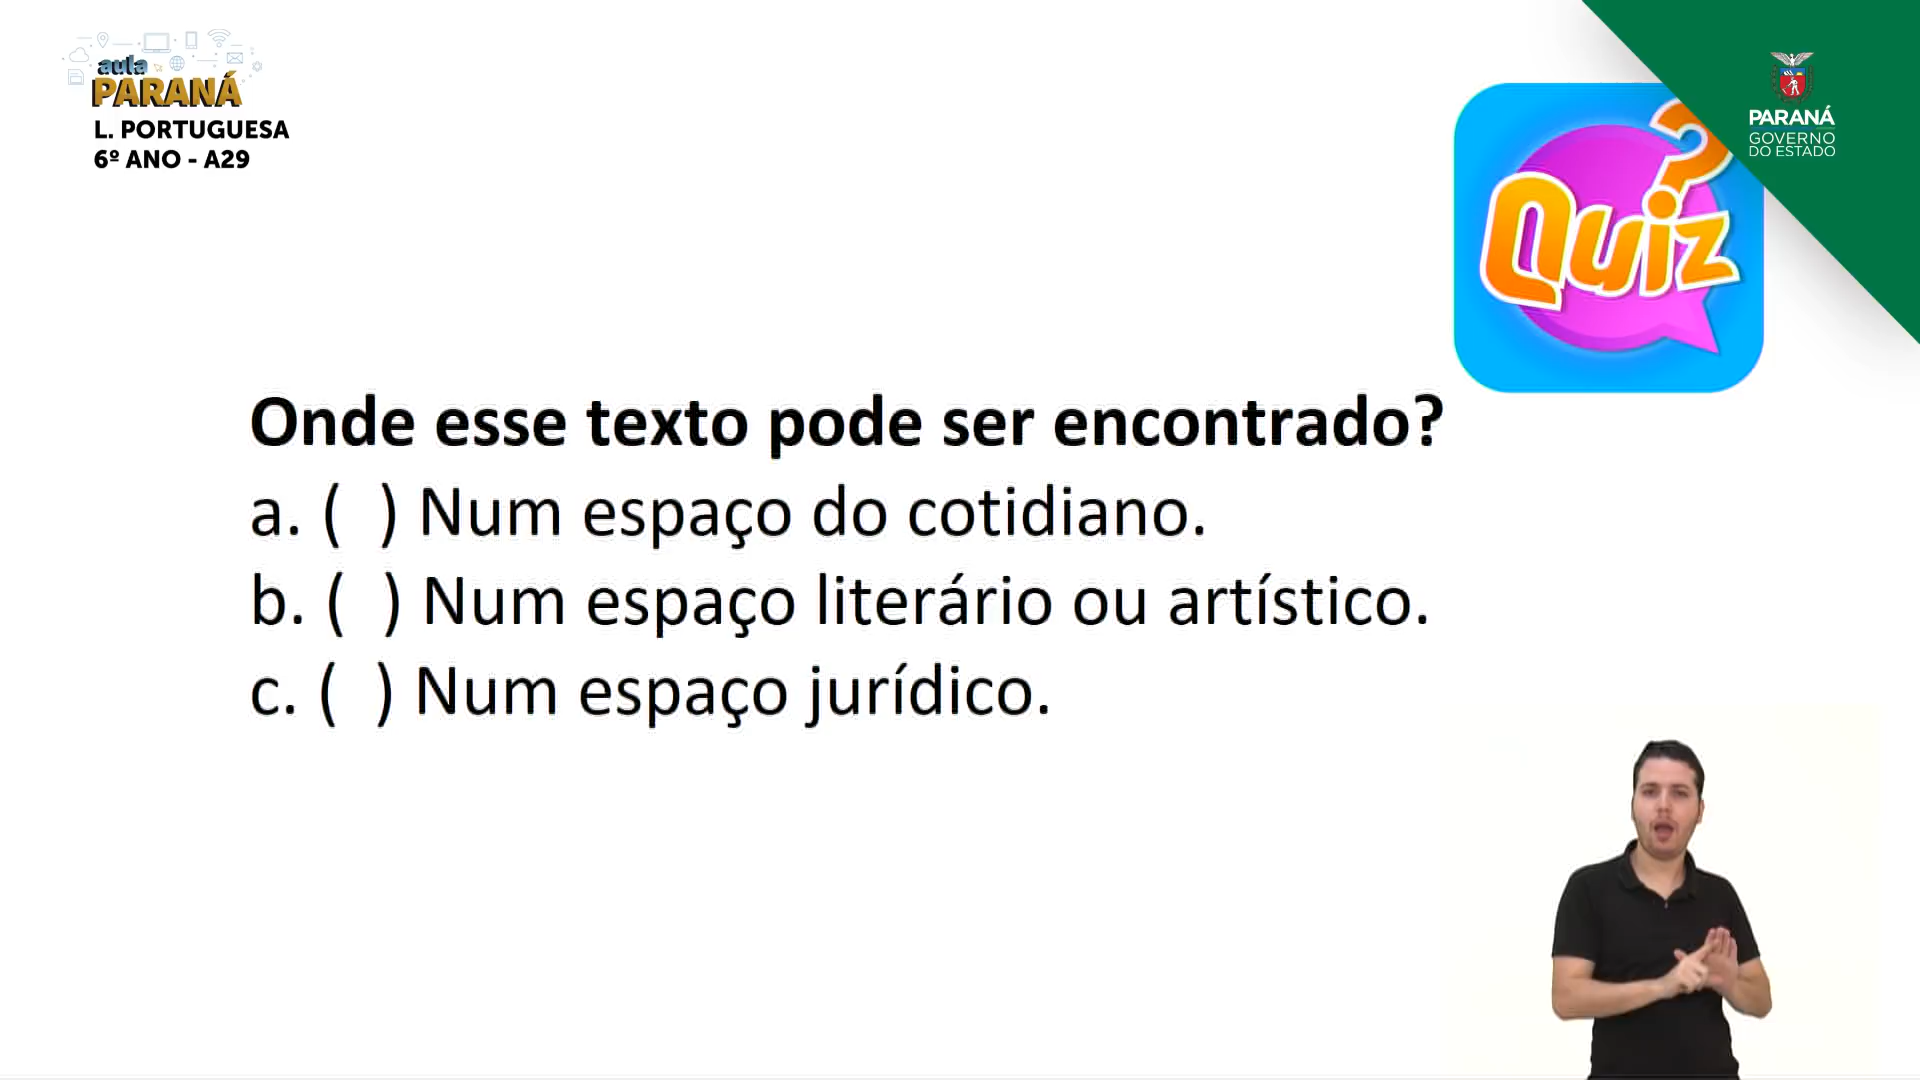 aula
PARANÁ
L. PORTUGUESA
6º ANO - A29
Quiz?
PARANÁ
GOVERNO
DO ESTADO
Onde esse texto pode ser encontrado?
a. (  ) Num espaço do cotidiano.
b. (  ) Num espaço literário ou artístico.
c. (  ) Num espaço jurídico.